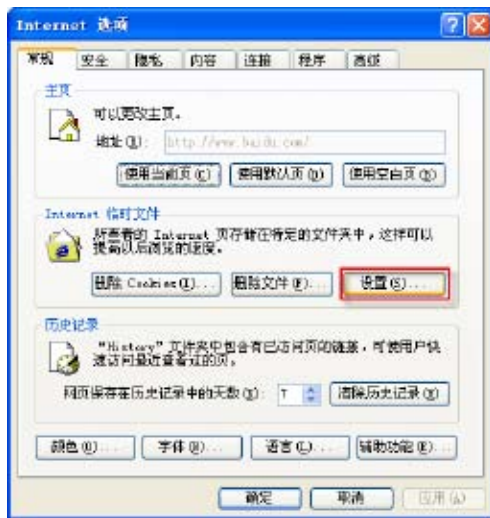 Internet 选项
常规 安全 隐私 内容 连接 程序 高级
主页
可以更改主页。
地址(R): http://www.baidu.com/
使用当前页(C) 使用默认页(D) 使用空白页(B)
Internet 临时文件
所查看的 Internet 页存储在特定的文件夹中，这样可以
提高以后浏览的速度。
删除 Cookies(I)... 删除文件(F)... 设置(S)...
历史记录
“History”文件夹中包含有已访问页的链接，可使用户快
速访问最近查看过的页。
网页保存在历史记录中的天数(K): 7 清除历史记录(H)
颜色(O)... 字体(N)... 语言(L)... 辅助功能(E)...
确定 取消 应用(A)